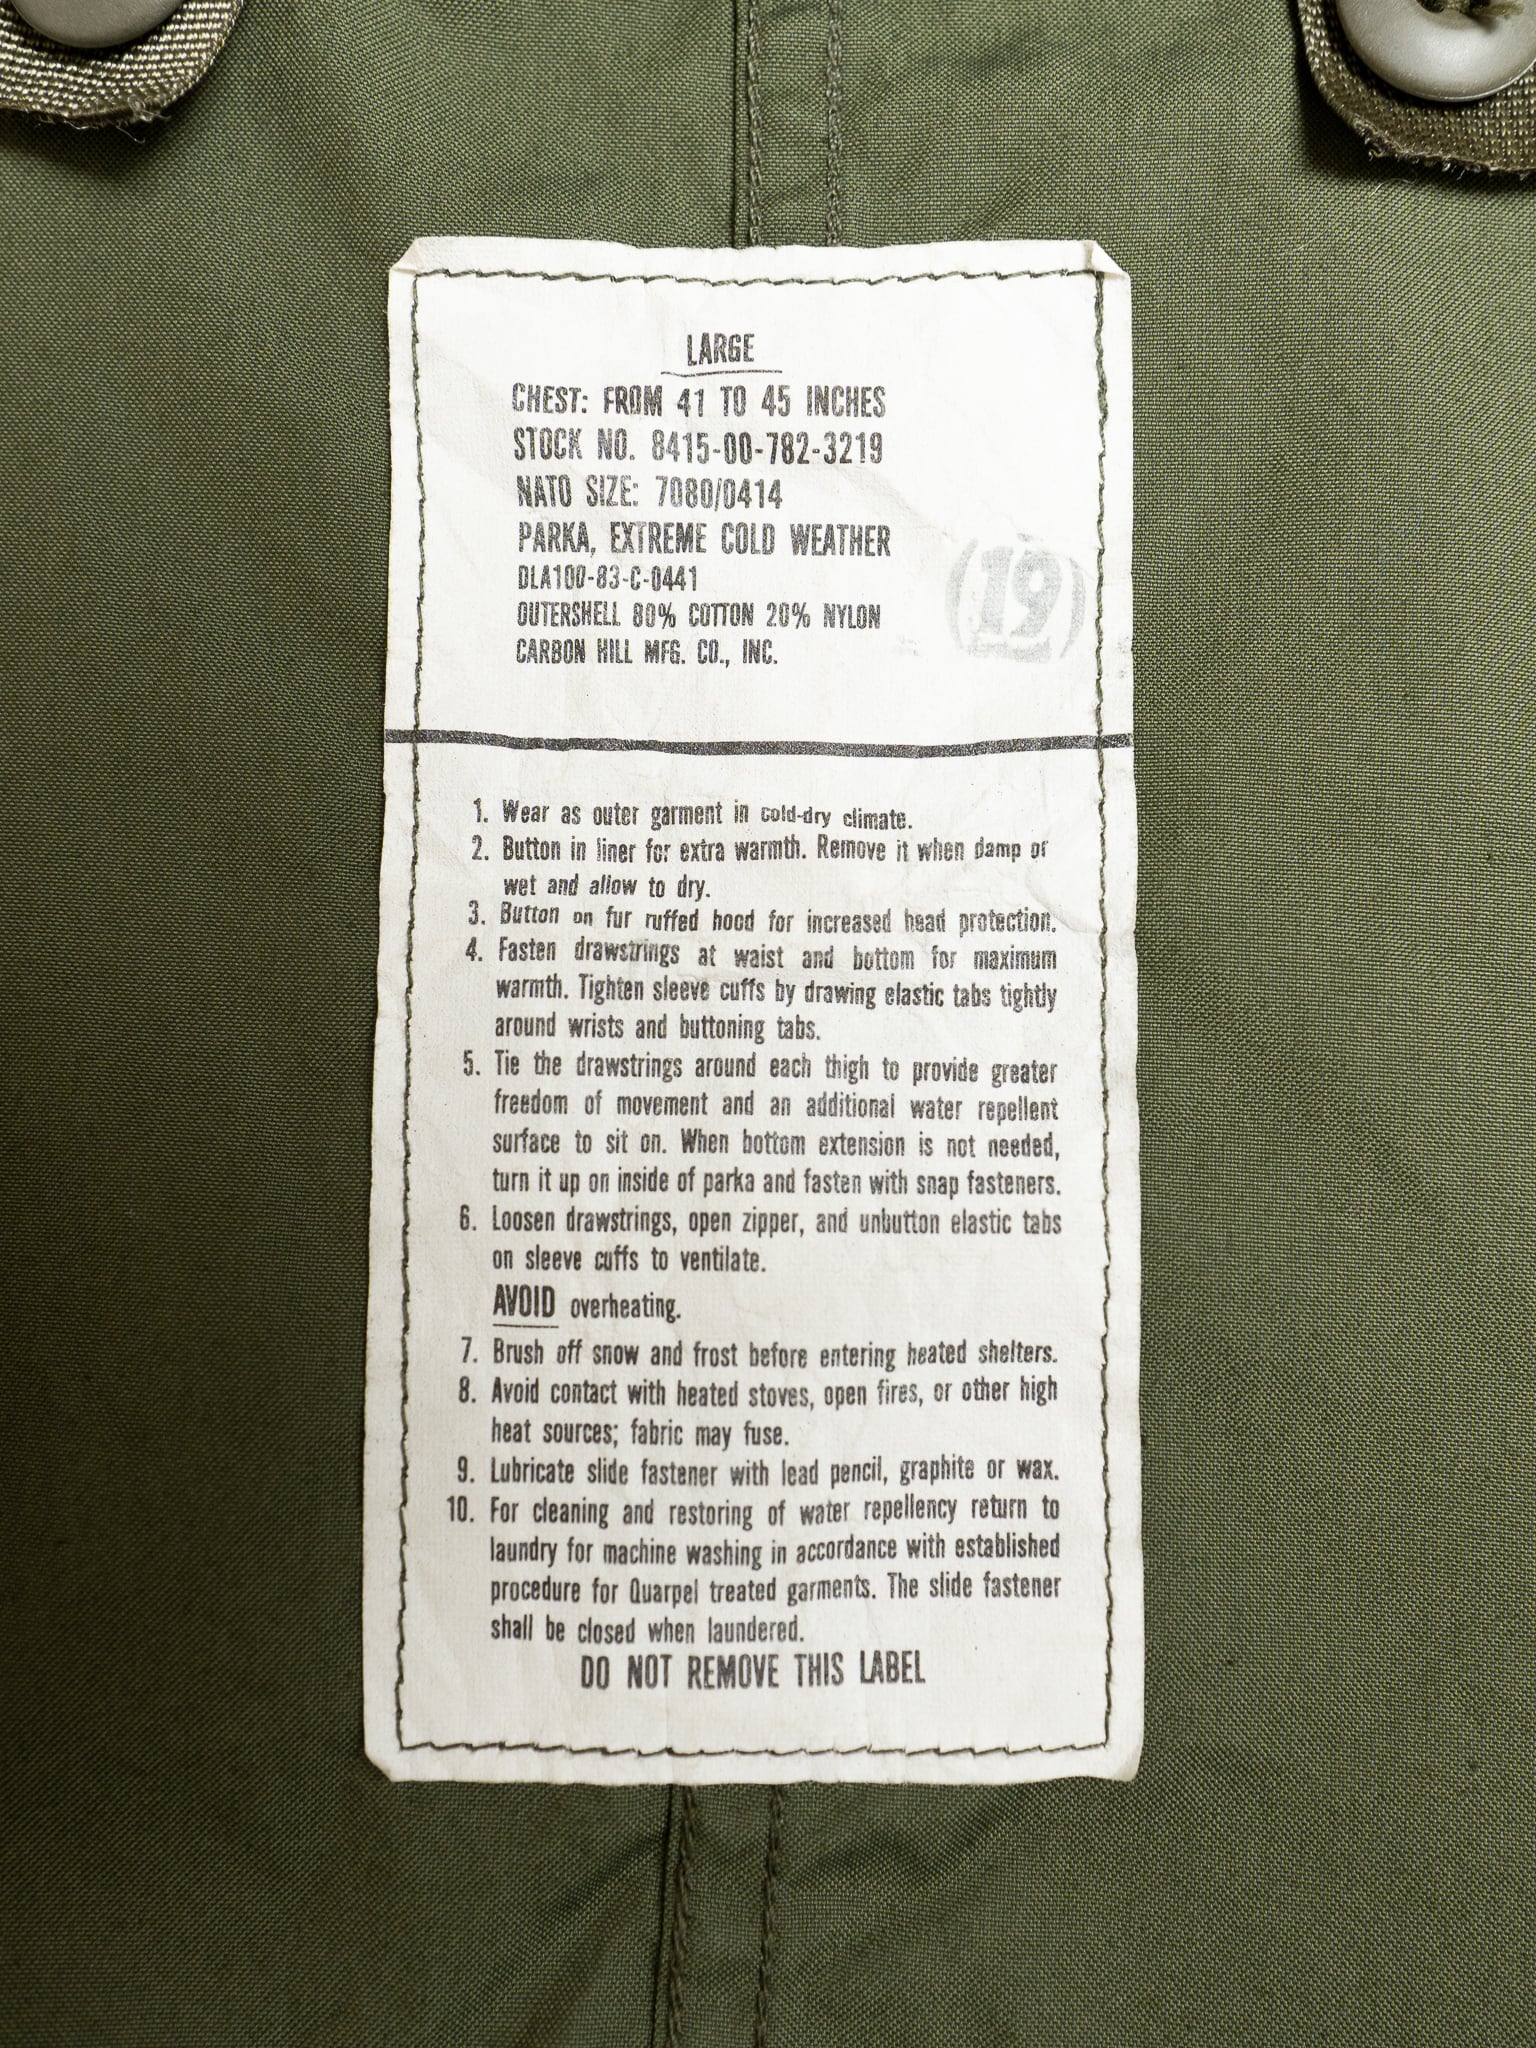 LARGE
CHEST: FROM 41 TO 45 INCHES
STOCK NO. 8415-00-782-3219
NATO SIZE: 7080/0414
PARKA, EXTREME COLD WEATHER
DLA100-83-C-0441
OUTERSHELL 80% COTTON 20% NYLON
CARBON HILL MFG. CO., INC.
(19)
1. Wear as outer garment in cold-dry climate.
2. Button in liner for extra warmth. Remove it when damp or
wet and allow to dry.
3. Button on fur ruffed hood for increased head protection.
4. Fasten drawstrings at waist and bottom for maximum
warmth. Tighten sleeve cuffs by drawing elastic tabs tightly
around wrists and buttoning tabs.
5. Tie the drawstrings around each thigh to provide greater
freedom of movement and an additional water repellent
surface to sit on. When bottom extension is not needed,
turn it up on inside of parka and fasten with snap fasteners.
6. Loosen drawstrings, open zipper, and unbutton elastic tabs
on sleeve cuffs to ventilate.
AVOID overheating.
7. Brush off snow and frost before entering heated shelters.
8. Avoid contact with heated stoves, open fires, or other high
heat sources; fabric may fuse.
9. Lubricate slide fastener with lead pencil, graphite or wax.
10. For cleaning and restoring of water repellency return to
laundry for machine washing in accordance with established
procedure for Quarpel treated garments. The slide fastener
shall be closed when laundered.
DO NOT REMOVE THIS LABEL